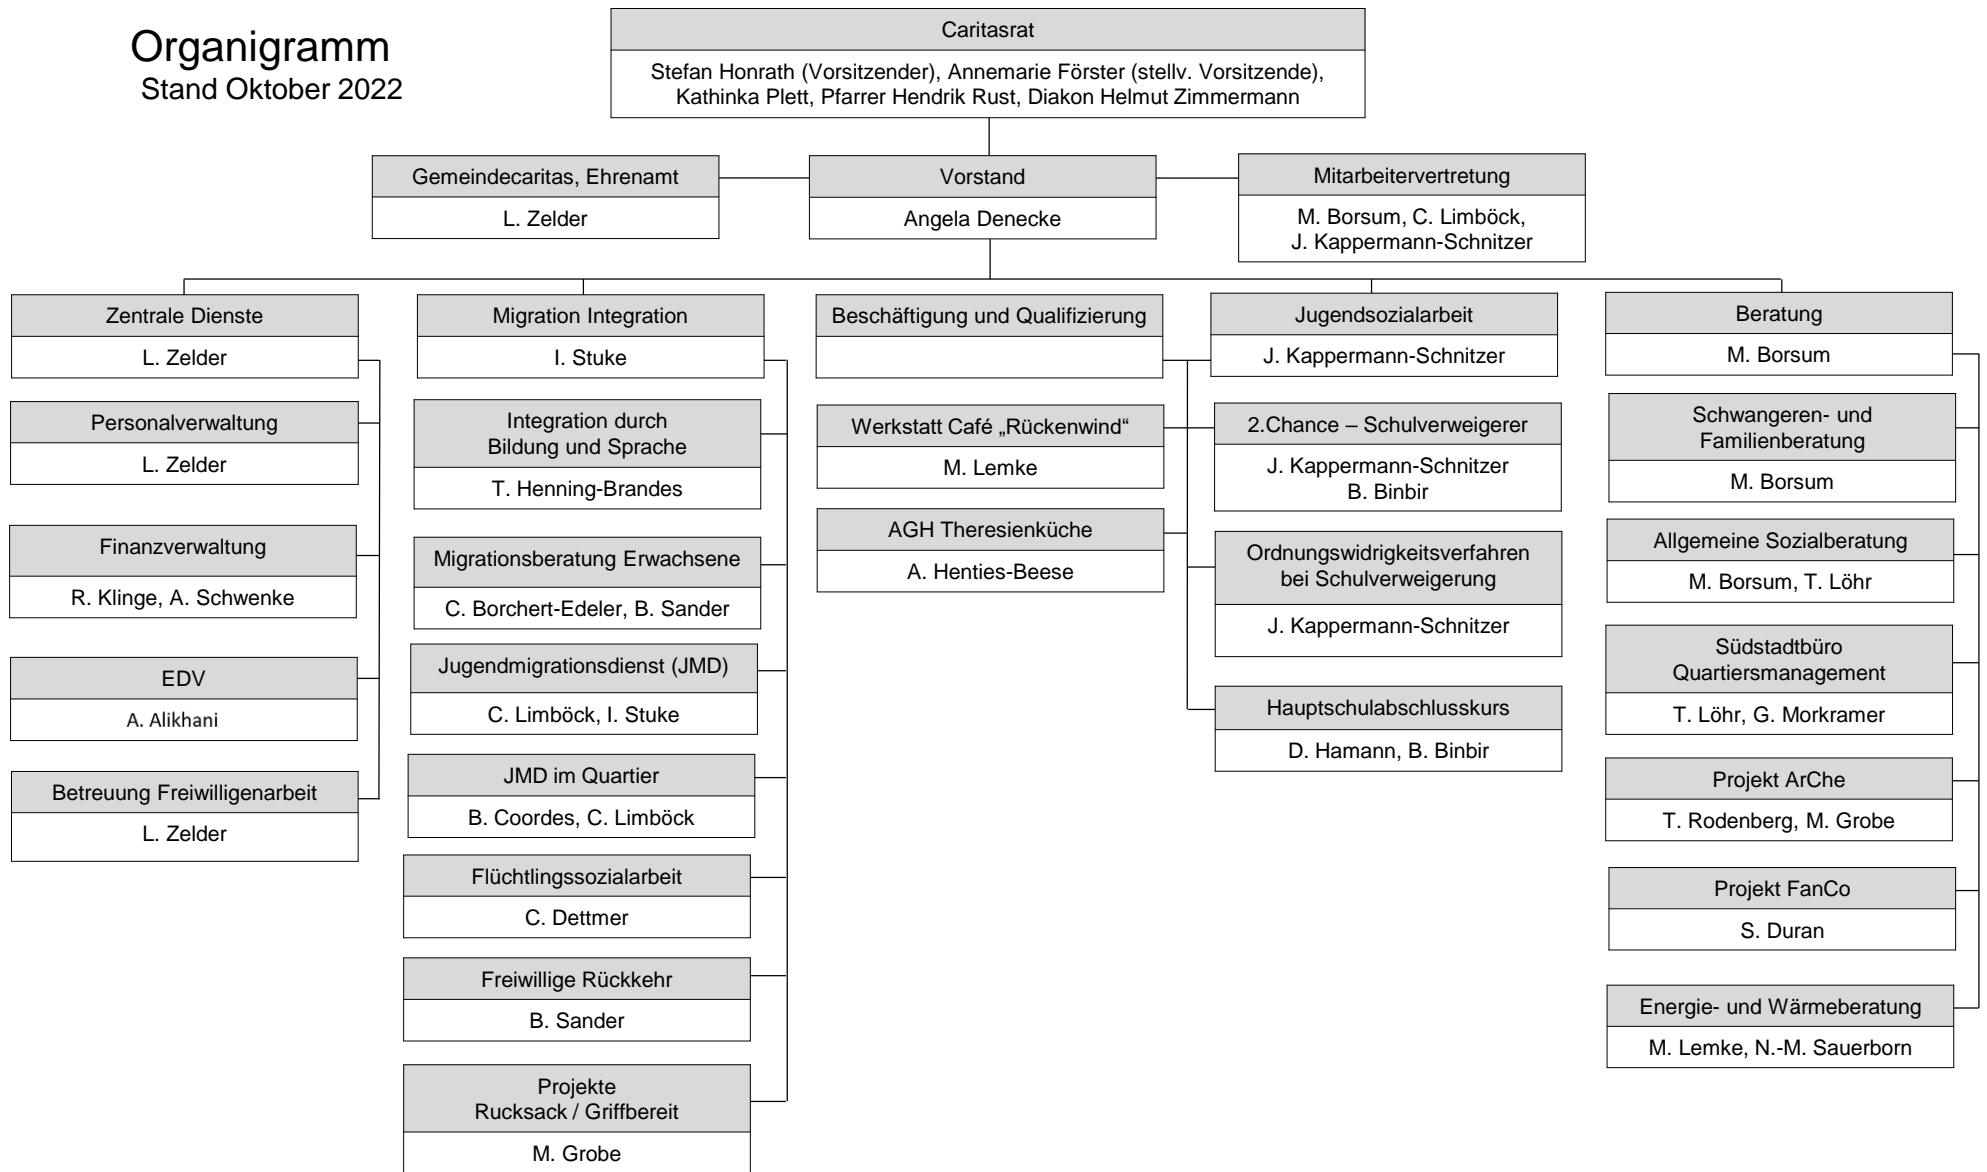 Organigramm
Stand Oktober 2022
Caritasrat
Stefan Honrath (Vorsitzender), Annemarie Förster (stellv. Vorsitzende),
Kathinka Plett, Pfarrer Hendrik Rust, Diakon Helmut Zimmermann
Gemeindecaritas, Ehrenamt
L. Zelder
Vorstand
Angela Denecke
Mitarbeitervertretung
M. Borsum, C. Limböck,
J. Kappermann-Schnitzer
Zentrale Dienste
L. Zelder
Personalverwaltung
L. Zelder
Finanzverwaltung
R. Klinge, A. Schwenke
EDV
A. Alikhani
Betreuung Freiwilligenarbeit
L. Zelder
Migration Integration
I. Stuke
Integration durch
Bildung und Sprache
T. Henning-Brandes
Migrationsberatung Erwachsene
C. Borchert-Edeler, B. Sander
Jugendmigrationsdienst (JMD)
C. Limböck, I. Stuke
JMD im Quartier
B. Coordes, C. Limböck
Flüchtlingssozialarbeit
C. Dettmer
Freiwillige Rückkehr
B. Sander
Projekte
Rucksack / Griffbereit
M. Grobe
Beschäftigung und Qualifizierung
Werkstatt Café „Rückenwind“
M. Lemke
AGH Theresienküche
A. Henties-Beese
Jugendsozialarbeit
J. Kappermann-Schnitzer
2.Chance – Schulverweigerer
J. Kappermann-Schnitzer
B. Binbir
Ordnungswidrigkeitsverfahren
bei Schulverweigerung
J. Kappermann-Schnitzer
Hauptschulabschlusskurs
D. Hamann, B. Binbir
Beratung
M. Borsum
Schwangeren- und
Familienberatung
M. Borsum
Allgemeine Sozialberatung
M. Borsum, T. Löhr
Südstadtbüro
Quartiersmanagement
T. Löhr, G. Morkramer
Projekt ArChe
T. Rodenberg, M. Grobe
Projekt FanCo
S. Duran
Energie- und Wärmeberatung
M. Lemke, N.-M. Sauerborn